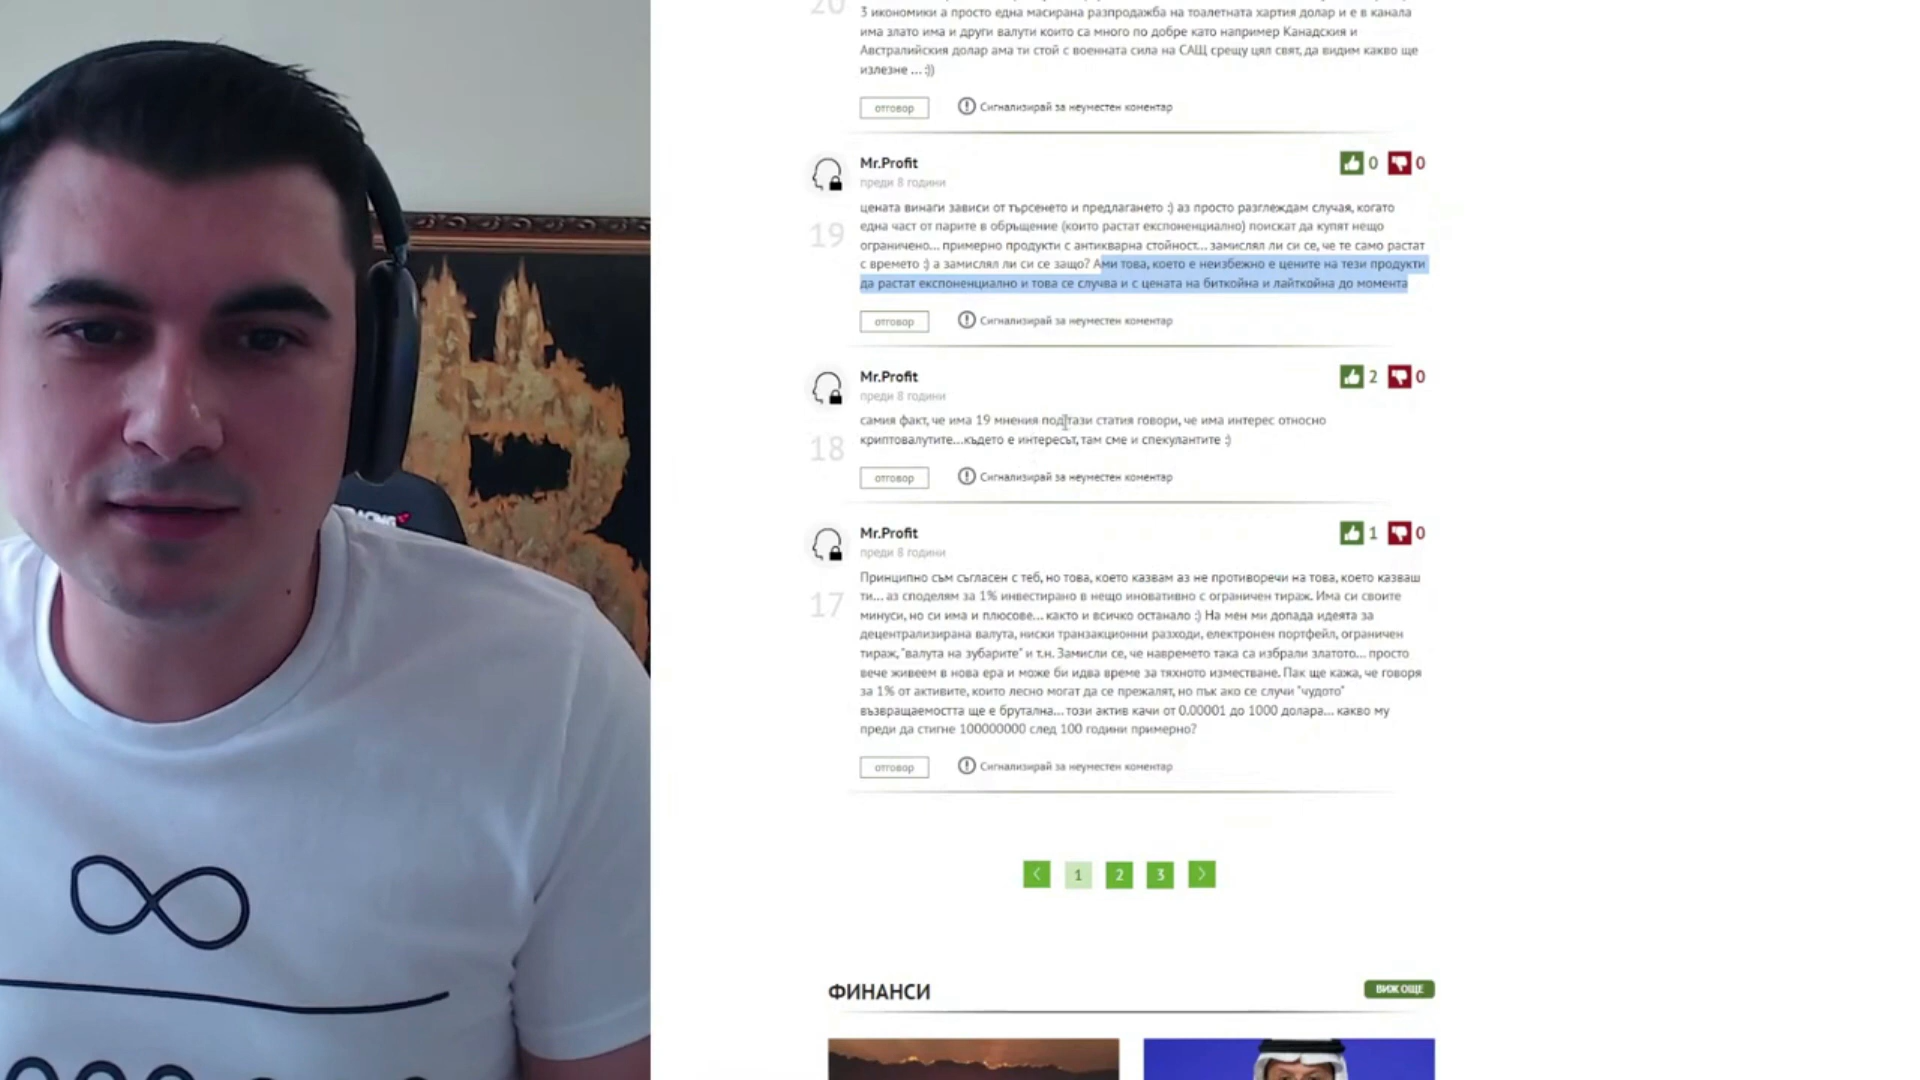 20
3 икономики а просто една масирана разпродажба на тоалетната хартия долар и е в канала
има злато има и други валути които са много по добре като например Канадския и
Австралийския долар ама ти стой с военната сила на САЩ срещу цял свят, да видим какво ще
излезне ... :))
отговор
Сигнализирай за неуместен коментар
Mr.Profit
0 0
преди 8 години
19
цената винаги зависи от търсенето и предлагането :) аз просто разглеждам случая, когато
една част от парите в обръщение (които растат експоненциално) поискат да купят нещо
ограничено... примерно продукти с антикварна стойност... замислял ли си се, че те само растат
с времето :) а замислял ли си се защо? Ами това, което е неизбежно е цените на тези продукти
да растат експоненциално и това се случва и с цената на биткойна и лайткойна до момента
отговор
Сигнализирай за неуместен коментар
Mr.Profit
2 0
преди 8 години
18
самия факт, че има 19 мнения под тази статия говори, че има интерес относно
криптовалутите...където е интересът, там сме и спекулантите :)
отговор
Сигнализирай за неуместен коментар
Mr.Profit
1 0
преди 8 години
17
Принципно съм съгласен с теб, но това, което казвам аз не противоречи на това, което казваш
ти... аз споделям за 1% инвестирано в нещо иновативно с ограничен тираж. Има си своите
минуси, но си има и плюсове... както и всичко останало :) На мен ми допада идеята за
децентрализирана валута, ниски транзакционни разходи, електронен портфейл, ограничен
тираж, "валута на зубарите" и т.н. Замисли се, че навремето така са избрали златото... просто
вече живеем в нова ера и може би идва време за тяхното изместване. Пак ще кажа, че говоря
за 1% от активите, които лесно могат да се прежалят, но пък ако се случи "чудото"
възвращаемостта ще е брутална... този актив качи от 0.00001 до 1000 долара... какво му
преди да стигне 100000000 след 100 години примерно?
отговор
Сигнализирай за неуместен коментар
1 2 3
ФИНАНСИ
ВИЖ ОЩЕ